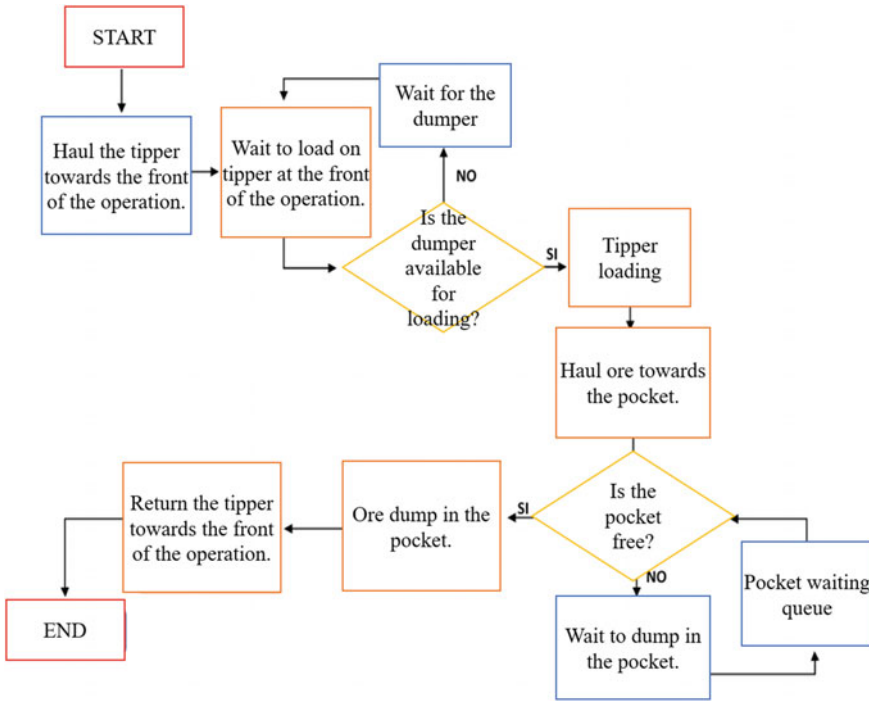 START
Haul the tipper
towards the front
of the operation.
Wait to load on
tipper at the front
of the operation.
Wait for the
dumper
NO
Is the
dumper
available
for
loading?
SI
Tipper
loading
Haul ore towards
the pocket.
Is the
pocket
free?
SI
Ore dump in the
pocket.
Return the tipper
towards the front
of the operation.
END
NO
Wait to dump in
the pocket.
Pocket waiting
queue